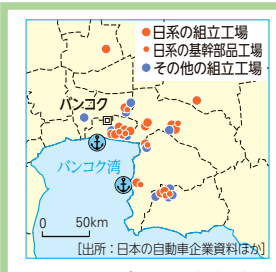 日系の組立工場
日系の基幹部品工場
その他の組立工場
バンコク
バンコク湾
0 50km
[出所：日本の自動車企業資料ほか]